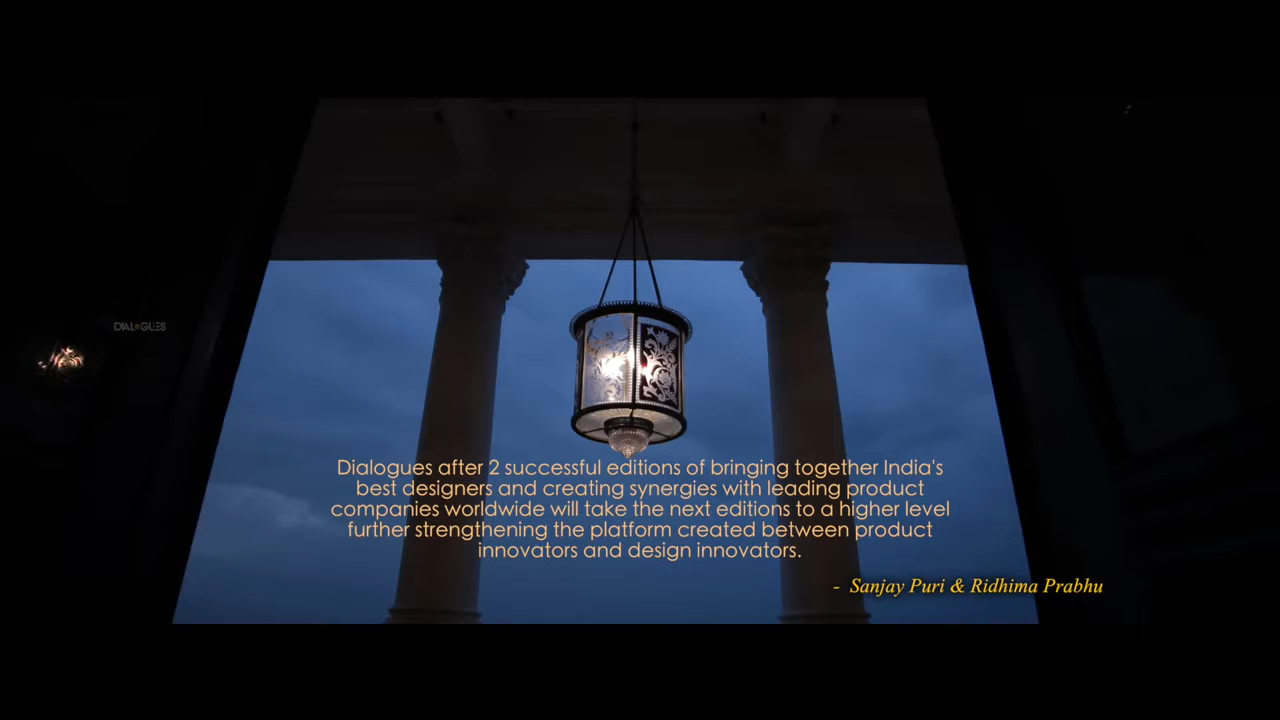 DIALOGUES
Dialogues after 2 successful editions of bringing together India's
best designers and creating synergies with leading product
companies worldwide will take the next editions to a higher level
further strengthening the platform created between product
innovators and design innovators.
- Sanjay Puri & Ridhima Prabhu